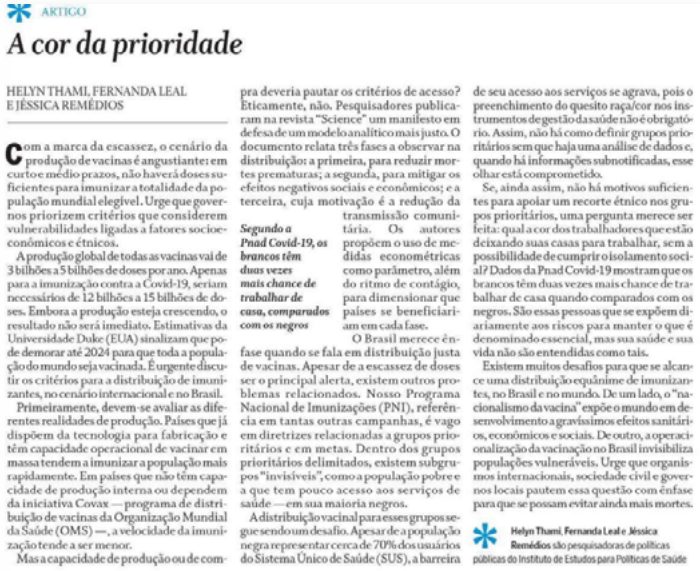 ARTIGO
A cor da prioridade
HELYN THAMI, FERNANDA LEAL
E JÉSSICA REMÉDIOS
Com a marca da escassez, o cenário da
produção de vacinas é angustiante: em
curto e médio prazos, não haverá doses su-
ficientes para imunizar a totalidade da po-
pulação mundial elegível. Urge que gover-
nos priorizem critérios que considerem
vulnerabilidades ligadas a fatores socioe-
conômicos e étnicos.
A produção global de todas as vacinas vai de
3 bilhões a 5 bilhões de doses por ano. Apenas
para a imunização contra a Covid-19, seriam
necessários de 12 bilhões a 15 bilhões de do-
ses. Embora a produção esteja crescendo, o
resultado não será imediato. Estimativas da
Universidade Duke (EUA) sinalizam que po-
de demorar até 2024 para que toda a popula-
ção do mundo seja vacinada. É urgente discu-
tir os critérios para a distribuição de imuni-
zantes, no cenário internacional e no Brasil.
Primeiramente, devem-se avaliar as dife-
rentes realidades de produção. Países que já
dispõem da tecnologia para fabricação e
têm capacidade operacional de vacinar em
massa tendem a imunizar a população mais
rapidamente. Em países que não têm capa-
cidade de produção interna ou dependem
da iniciativa Covax — programa de distri-
buição de vacinas da Organização Mundial
da Saúde (OMS) —, a velocidade da imuni-
zação tende a ser menor.
Mas a capacidade de produção ou de com-
pra deveria pautar os critérios de acesso?
Eticamente, não. Pesquisadores publica-
ram na revista “Science” um manifesto em
defesa de um modelo analítico mais justo. O
documento relata três fases a observar na
distribuição: a primeira, para reduzir mor-
tes prematuras; a segunda, para mitigar os
efeitos negativos sociais e econômicos; e a
terceira, cuja motivação é a redução da
transmissão comuni-
tária. Os autores
propõem o uso de me-
didas econométricas
como parâmetro, além
do ritmo de contágio,
para dimensionar que
países se beneficiari-
am em cada fase.
Segundo a
Pnad Covid-19, os
brancos têm
duas vezes
mais chance de
trabalhar de
casa, comparados
com os negros
O Brasil merece ên-
fase quando se fala em distribuição justa
de vacinas. Apesar de a escassez de doses
ser o principal alerta, existem outros pro-
blemas relacionados. Nosso Programa
Nacional de Imunizações (PNI), referên-
cia em tantas outras campanhas, é vago
em diretrizes relacionadas a grupos prio-
ritários e em metas. Dentro dos grupos
prioritários delimitados, existem subgru-
pos “invisíveis”, como a população pobre e
a que tem pouco acesso aos serviços de
saúde — em sua maioria negros.
A distribuição vacinal para esses grupos se-
gue sendo um desafio. Apesar de a população
negra representar cerca de 70% dos usuários
do Sistema Único de Saúde (SUS), a barreira
de seu acesso aos serviços se agrava, pois o
preenchimento do quesito raça/cor nos ins-
trumentos de gestão da saúde não é obrigató-
rio. Assim, não há como definir grupos prio-
ritários sem que haja uma análise de dados e,
quando há informações subnotificadas, esse
olhar está comprometido.
Se, ainda assim, não há motivos suficien-
tes para apoiar um recorte étnico nos gru-
pos prioritários, uma pergunta merece ser
feita: qual a cor dos trabalhadores que estão
deixando suas casas para trabalhar, sem a
possibilidade de cumprir o isolamento soci-
al? Dados da Pnad Covid-19 mostram que os
brancos têm duas vezes mais chance de tra-
balhar de casa quando comparados com os
negros. São essas pessoas que se expõem di-
ariamente aos riscos para manter o que é
denominado essencial, mas sua saúde e sua
vida não são entendidas como tais.
Existem muitos desafios para que se alcan-
ce uma distribuição equânime de imunizan-
tes, no Brasil e no mundo. De um lado, o “na-
cionalismo da vacina” expõe o mundo em de-
senvolvimento a gravíssimos efeitos sanitári-
os, econômicos e sociais. De outro, a operaci-
onalização da vacinação no Brasil invisibiliza
populações vulneráveis. Urge que organis-
mos internacionais, sociedade civil e gover-
nos locais pautem essa questão com ênfase
para que se possam evitar ainda mais mortes.
Helyn Thami, Fernanda Leal e Jéssica
Remédios são pesquisadoras de políticas
públicas do Instituto de Estudos para Políticas de Saúde